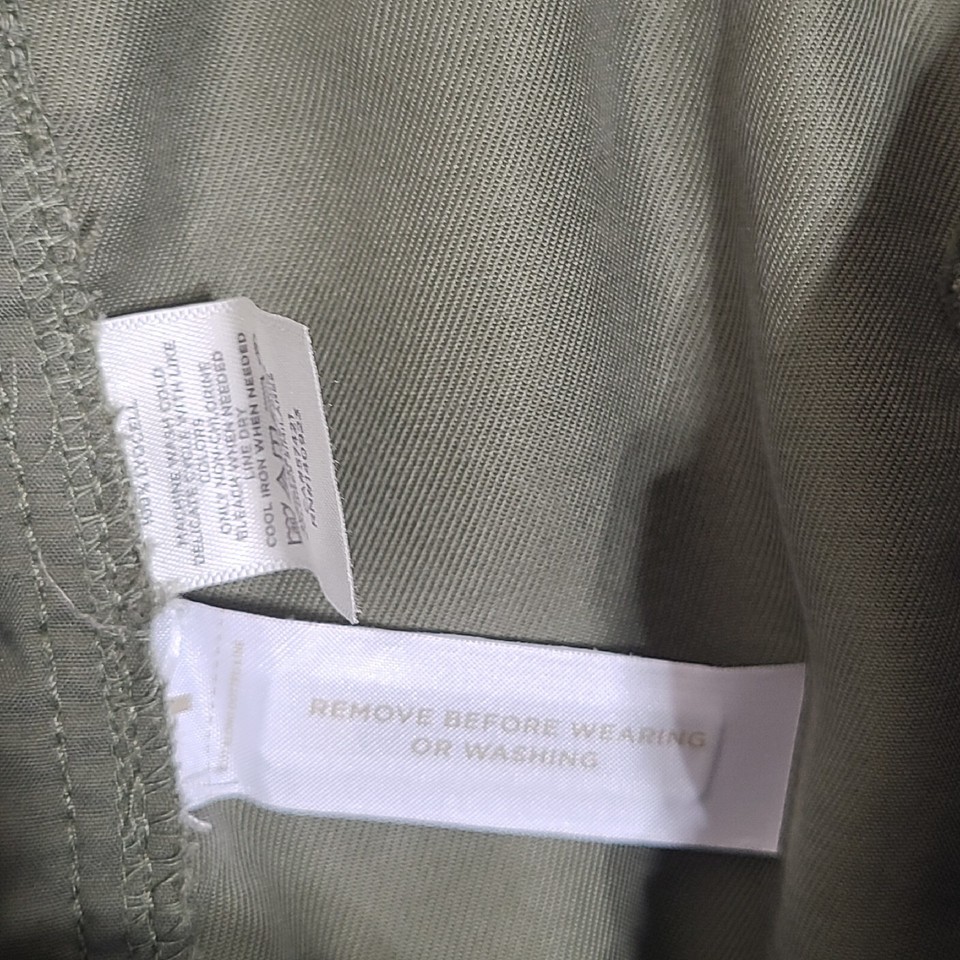 100% LYOCELL
MACHINE WASH COLD
DELICATE CYCLE WITH LIKE
COLORS
ONLY NON-CHLORINE
BLEACH WHEN NEEDED
LINE DRY
COOL IRON WHEN NEEDED
REMOVE BEFORE WEARING
OR WASHING